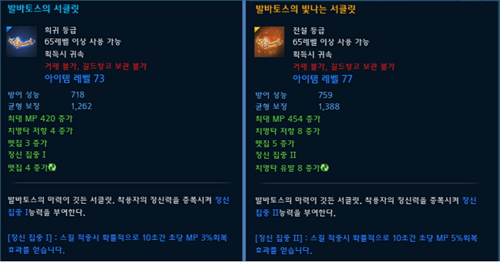 발바토스의 서클릿
희귀 등급
65레벨 이상 사용 가능
획득시 귀속
거래 불가, 길드창고 보관 불가
아이템 레벨 73
방어 성능 718
균형 보정 1,262
최대 MP 420 증가
치명타 저항 4 증가
맷집 3 증가
정신 집중 I
맷집 4 증가
발바토스의 마력이 깃든 서클릿, 착용자의 정신력을 증폭시켜 정신
집중 I능력을 부여한다.
[정신 집중 I] : 스킬 적중시 확률적으로 10초간 초당 MP 3%회복
효과를 얻습니다.
발바토스의 빛나는 서클릿
전설 등급
65레벨 이상 사용 가능
획득시 귀속
거래 불가, 길드창고 보관 불가
아이템 레벨 77
방어 성능 759
균형 보정 1,388
최대 MP 454 증가
치명타 저항 8 증가
맷집 5 증가
정신 집중 II
치명타 유발 8 증가
발바토스의 마력이 깃든 서클릿, 착용자의 정신력을 증폭시켜 정신
집중 II능력을 부여한다.
[정신 집중 II] : 스킬 적중시 확률적으로 10초간 초당 MP 5%회복
효과를 얻습니다.